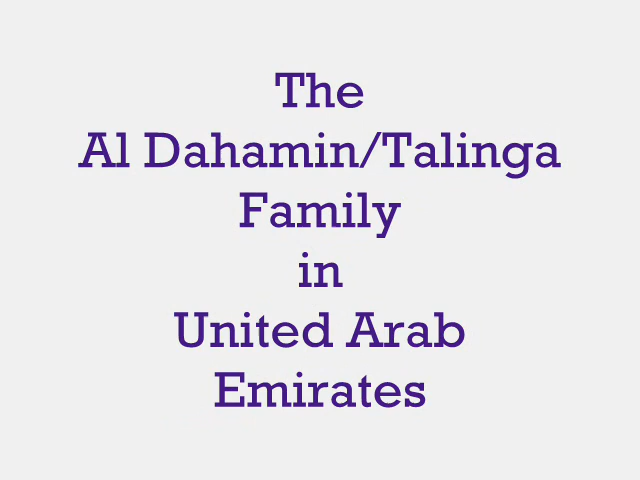 The
Al Dahamin/Talinga
Family
in
United Arab
Emirates